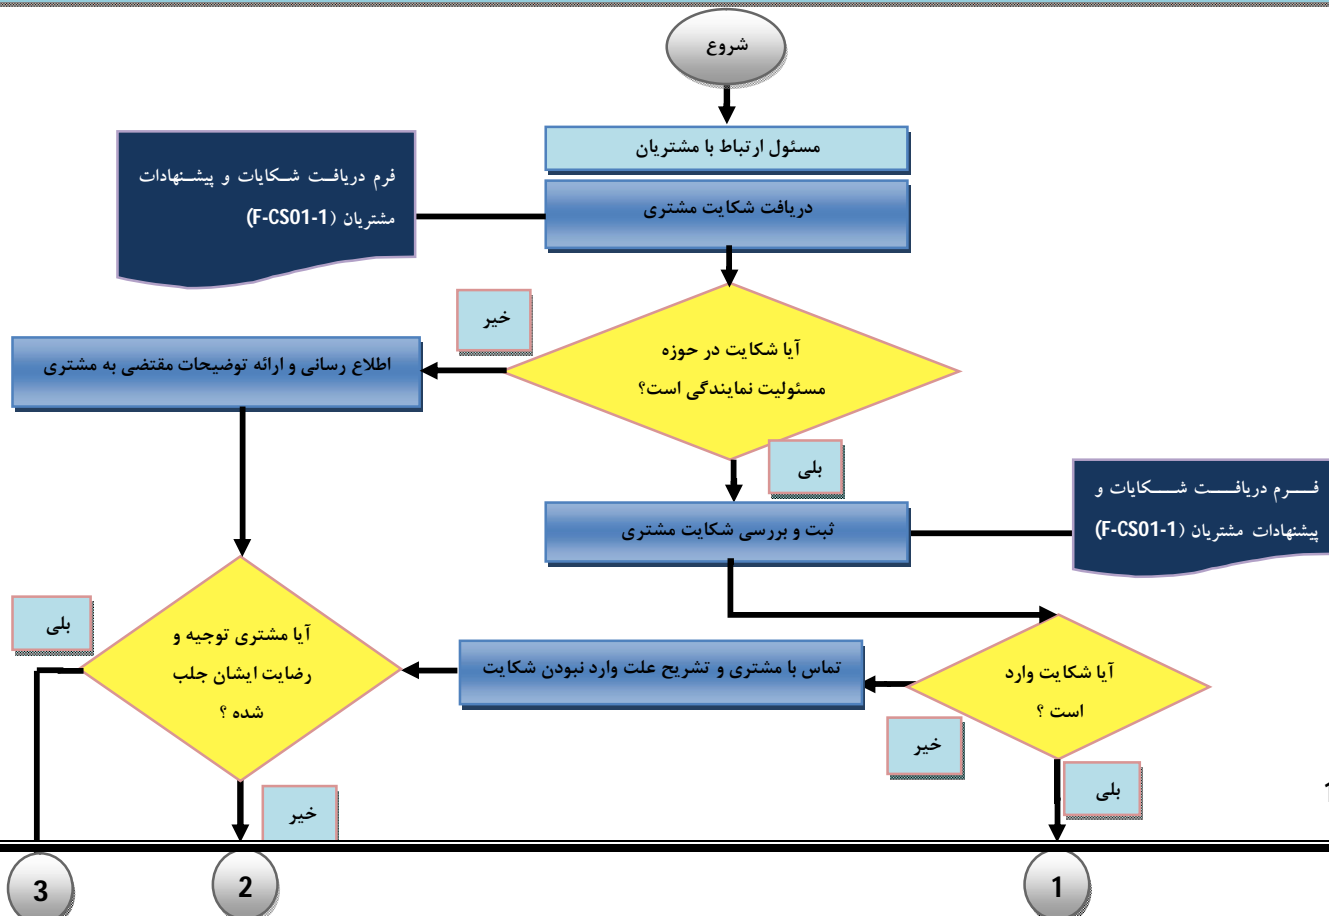 شروع
مسئول ارتباط با مشتریان
فرم دریافت شکایات و پیشنهادات
مشتریان (F-CS01-1)
دریافت شکایت مشتری
خیر
آیا شکایت در حوزه
مسئولیت نمایندگی است؟
اطلاع رسانی و ارائه توضیحات مقتضی به مشتری
بلی
فرم دریافت شکایات و
پیشنهادات مشتریان (F-CS01-1)
ثبت و بررسی شکایت مشتری
بلی
آیا مشتری توجیه و
رضایت ایشان جلب
شده ؟
تماس با مشتری و تشریح علت وارد نبودن شکایت
آیا شکایت وارد
است ؟
خیر
بلی
خیر
1
1
2
3